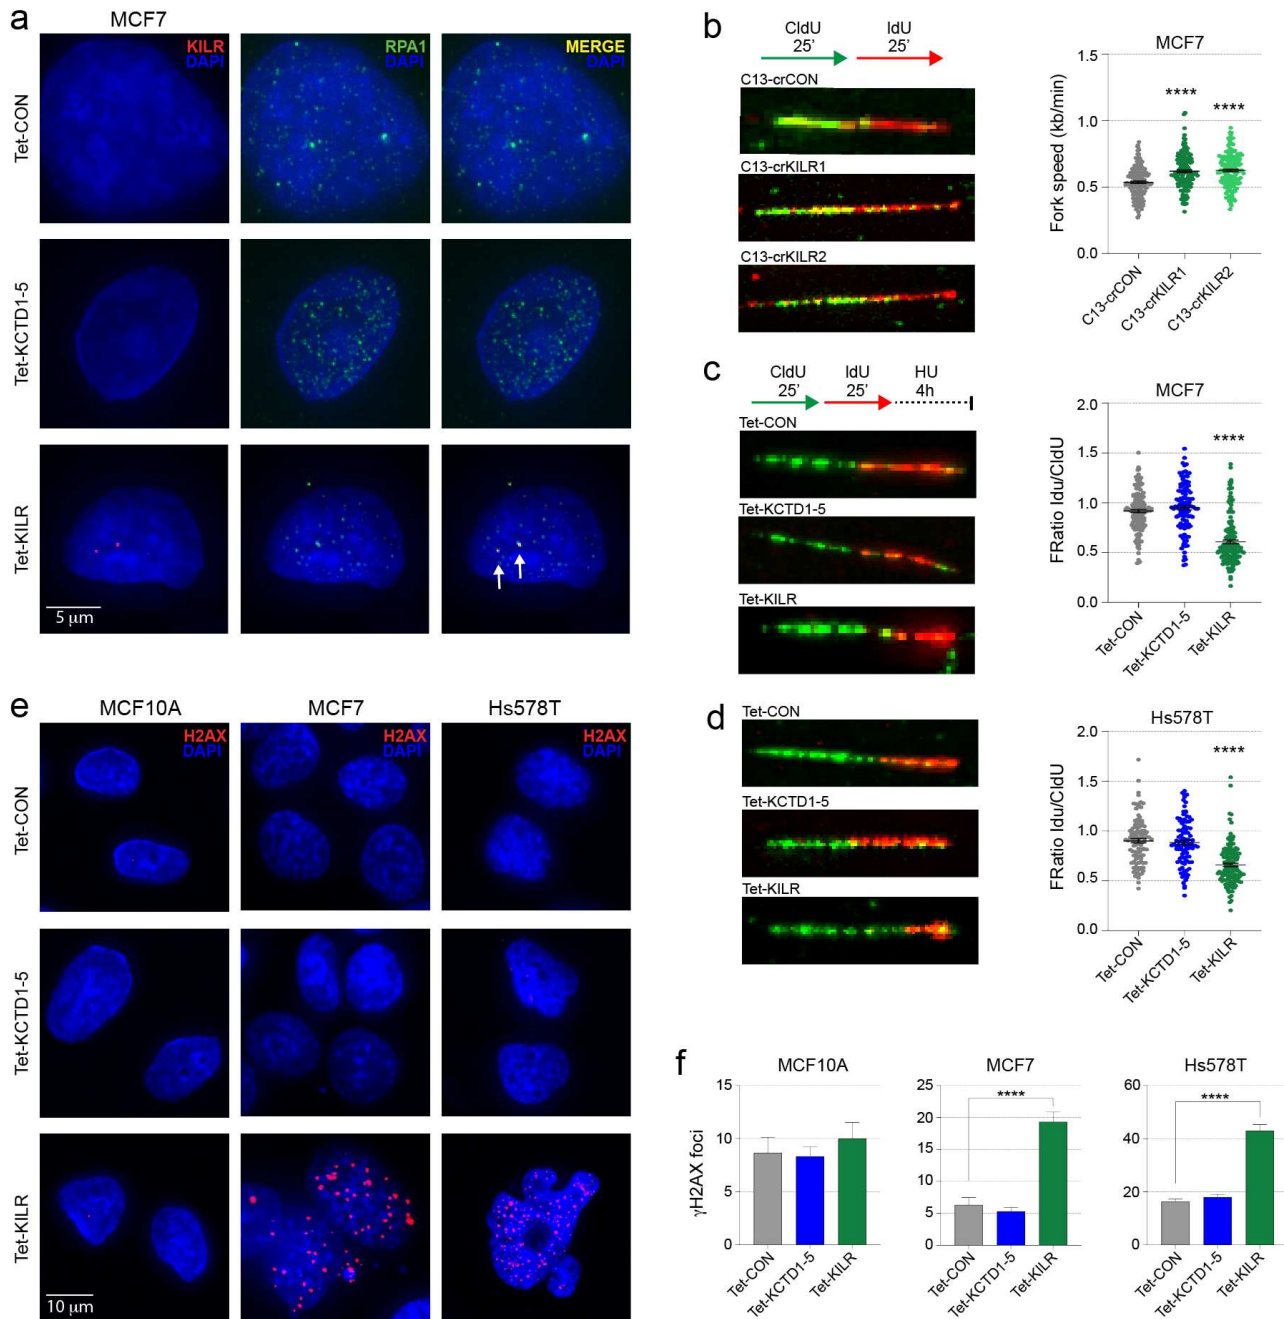 a
MCF7
KILR
DAPI
RPA1
DAPI
MERGE
DAPI
Tet-CON
Tet-KCTD1-5
Tet-KILR
5 μm
b
CldU
25'
IdU
25'
C13-crCON
C13-crKILR1
C13-crKILR2
MCF7
Fork speed (kb/min)
1.5
1.0
0.5
0.0
****
****
C13-crCON
C13-crKILR1
C13-crKILR2
c
CldU
25'
IdU
25'
HU
4h
Tet-CON
Tet-KCTD1-5
Tet-KILR
MCF7
FRatio Idu/CldU
2.0
1.5
1.0
0.5
0.0
****
Tet-CON
Tet-KCTD1-5
Tet-KILR
d
Tet-CON
Tet-KCTD1-5
Tet-KILR
Hs578T
FRatio Idu/CldU
2.0
1.5
1.0
0.5
0.0
****
Tet-CON
Tet-KCTD1-5
Tet-KILR
e
MCF10A
MCF7
Hs578T
H2AX
DAPI
H2AX
DAPI
H2AX
DAPI
Tet-CON
Tet-KCTD1-5
Tet-KILR
10 μm
f
MCF10A
γH2AX foci
15
10
5
0
Tet-CON
Tet-KCTD1-5
Tet-KILR
MCF7
25
20
15
10
5
0
****
Tet-CON
Tet-KCTD1-5
Tet-KILR
Hs578T
60
40
20
0
****
Tet-CON
Tet-KCTD1-5
Tet-KILR